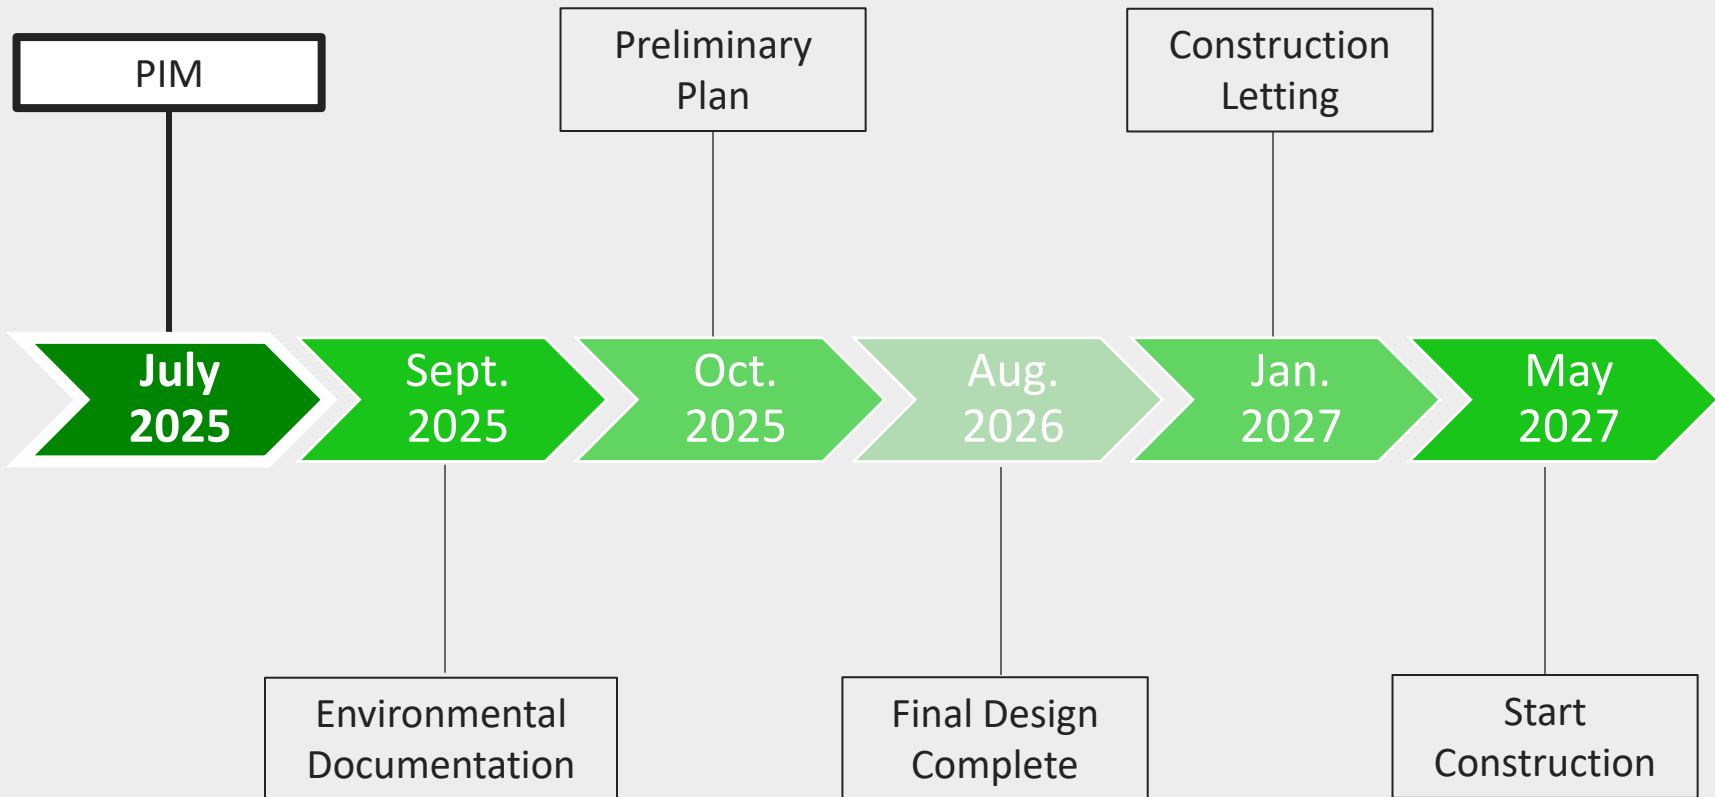 PIM
Preliminary
Plan
Construction
Letting
July
2025
Sept.
2025
Oct.
2025
Aug.
2026
Jan.
2027
May
2027
Environmental
Documentation
Final Design
Complete
Start
Construction